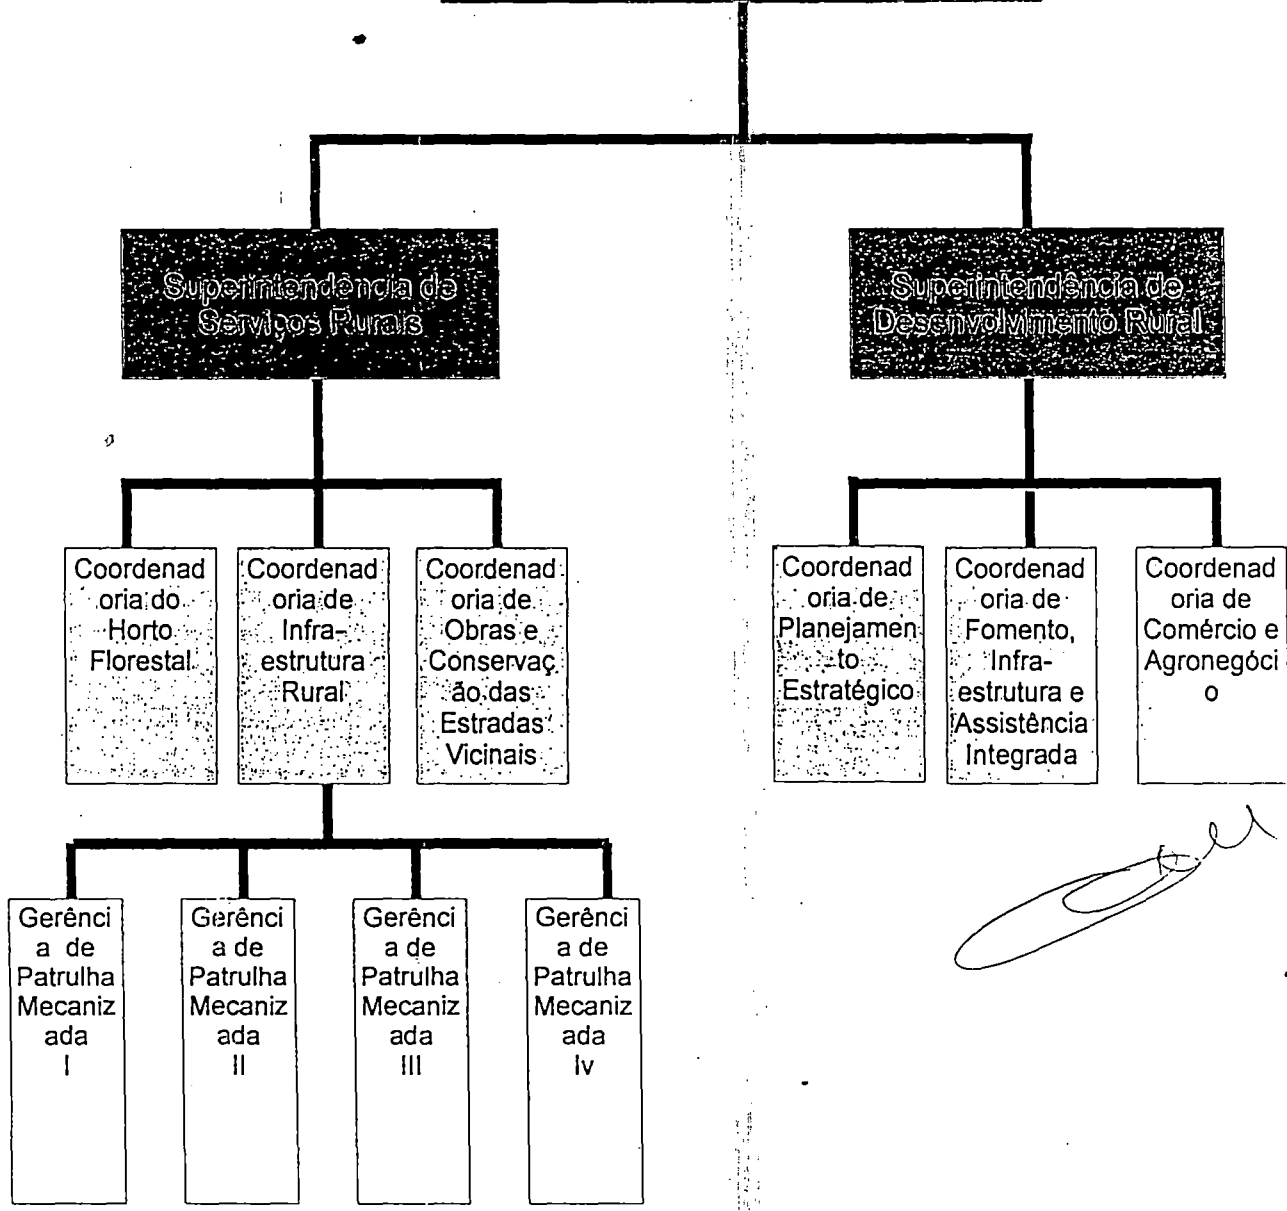 Superintendência de
Serviços Rurais
Superintendência de
Desenvolvimento Rural
Coordenad
oria do
Horto
Florestal
Coordenad
oria de
Infra-
estrutura
Rural
Coordenad
oria de
Obras e
Conservaç
ão das
Estradas
Vicinais
Coordenad
oria de
Planejamen
to
Estratégico
Coordenad
oria de
Fomento,
Infra-
estrutura e
Assistência
Integrada
Coordenad
oria de
Comércio e
Agronegóci
o
Gerênci
a de
Patrulha
Mecaniz
ada
I
Gerênci
a de
Patrulha
Mecaniz
ada
II
Gerênci
a de
Patrulha
Mecaniz
ada
III
Gerênci
a de
Patrulha
Mecaniz
ada
Iv